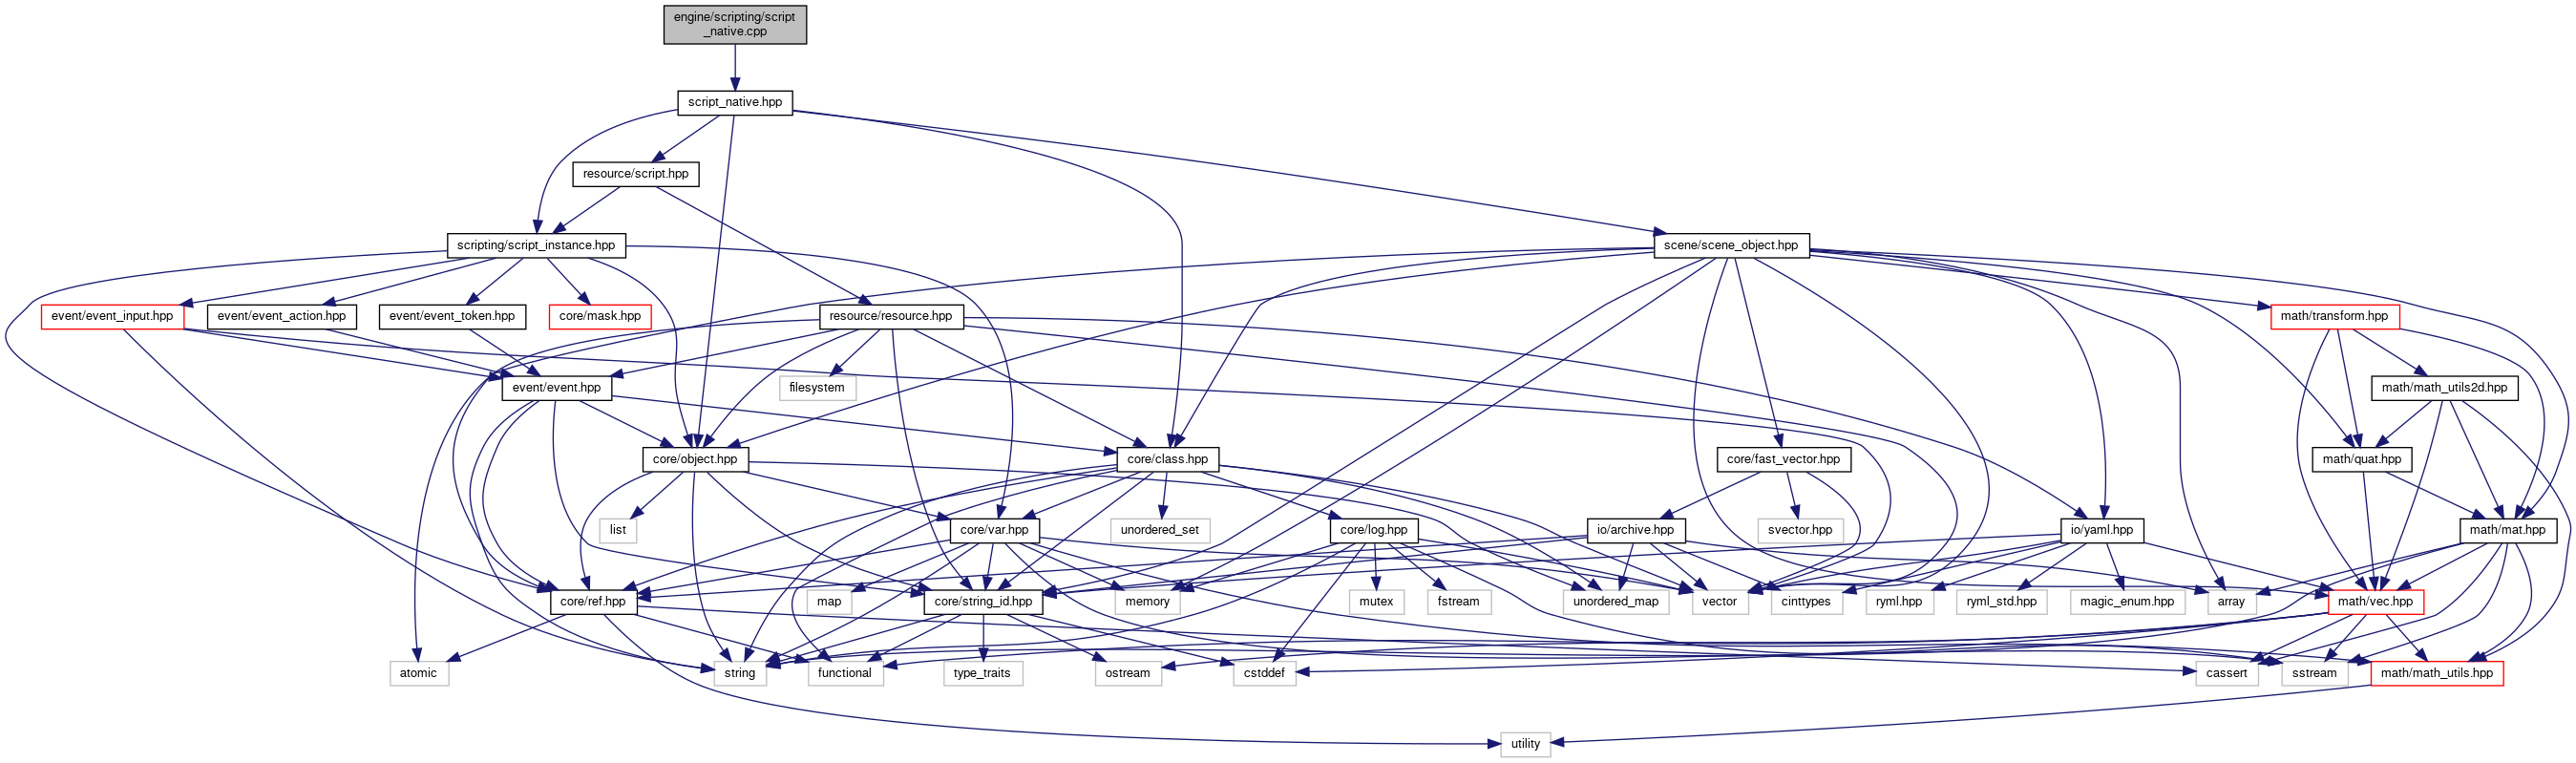 engine/scripting/script
_native.cpp
script_native.hpp
resource/script.hpp
scripting/script_instance.hpp
scene/scene_object.hpp
event/event_input.hpp
event/event_action.hpp
event/event_token.hpp
core/mask.hpp
resource/resource.hpp
math/transform.hpp
event/event.hpp
filesystem
math/math_utils2d.hpp
core/object.hpp
core/class.hpp
core/fast_vector.hpp
math/quat.hpp
list
core/var.hpp
unordered_set
core/log.hpp
io/archive.hpp
svector.hpp
io/yaml.hpp
math/mat.hpp
core/ref.hpp
map
core/string_id.hpp
memory
mutex
fstream
unordered_map
vector
cinttypes
ryml.hpp
ryml_std.hpp
magic_enum.hpp
array
math/vec.hpp
atomic
string
functional
type_traits
ostream
cstddef
cassert
sstream
math/math_utils.hpp
utility